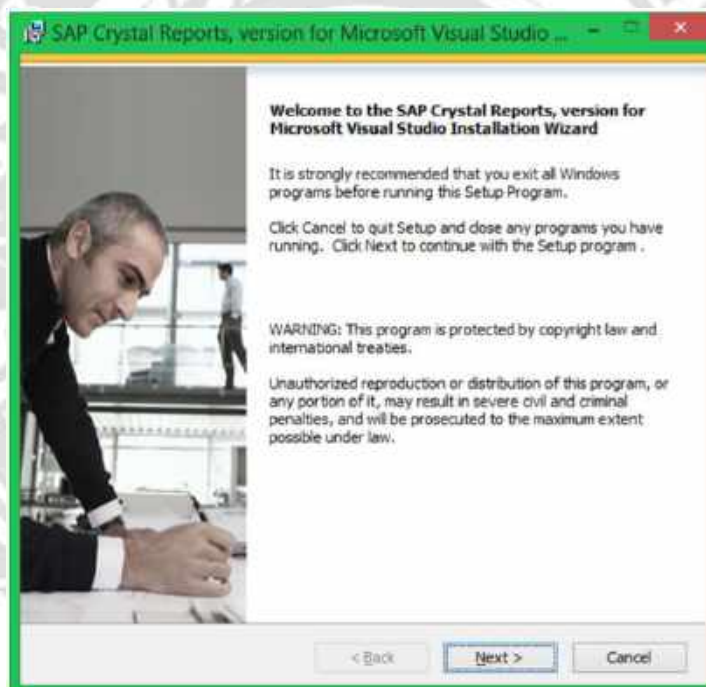 SAP Crystal Reports, version for Microsoft Visual Studio ...
Welcome to the SAP Crystal Reports, version for
Microsoft Visual Studio Installation Wizard
It is strongly recommended that you exit all Windows
programs before running this Setup Program.
Click Cancel to quit Setup and close any programs you have
running. Click Next to continue with the Setup program .
WARNING: This program is protected by copyright law and
international treaties.
Unauthorized reproduction or distribution of this program, or
any portion of it, may result in severe civil and criminal
penalties, and will be prosecuted to the maximum extent
possible under law.
< Back
Next >
Cancel